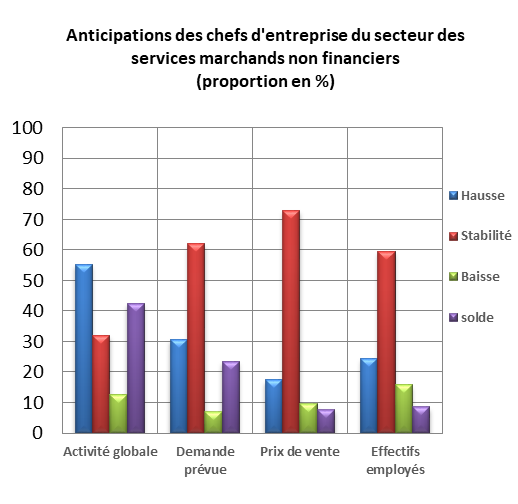 Anticipations des chefs d'entreprise du secteur des
services marchands non financiers
(proportion en %)
100
90
80
70
60
50
40
30
20
10
0
Activité globale
Demande
prévue
Prix de vente
Effectifs
employés
Hausse
Stabilité
Baisse
solde